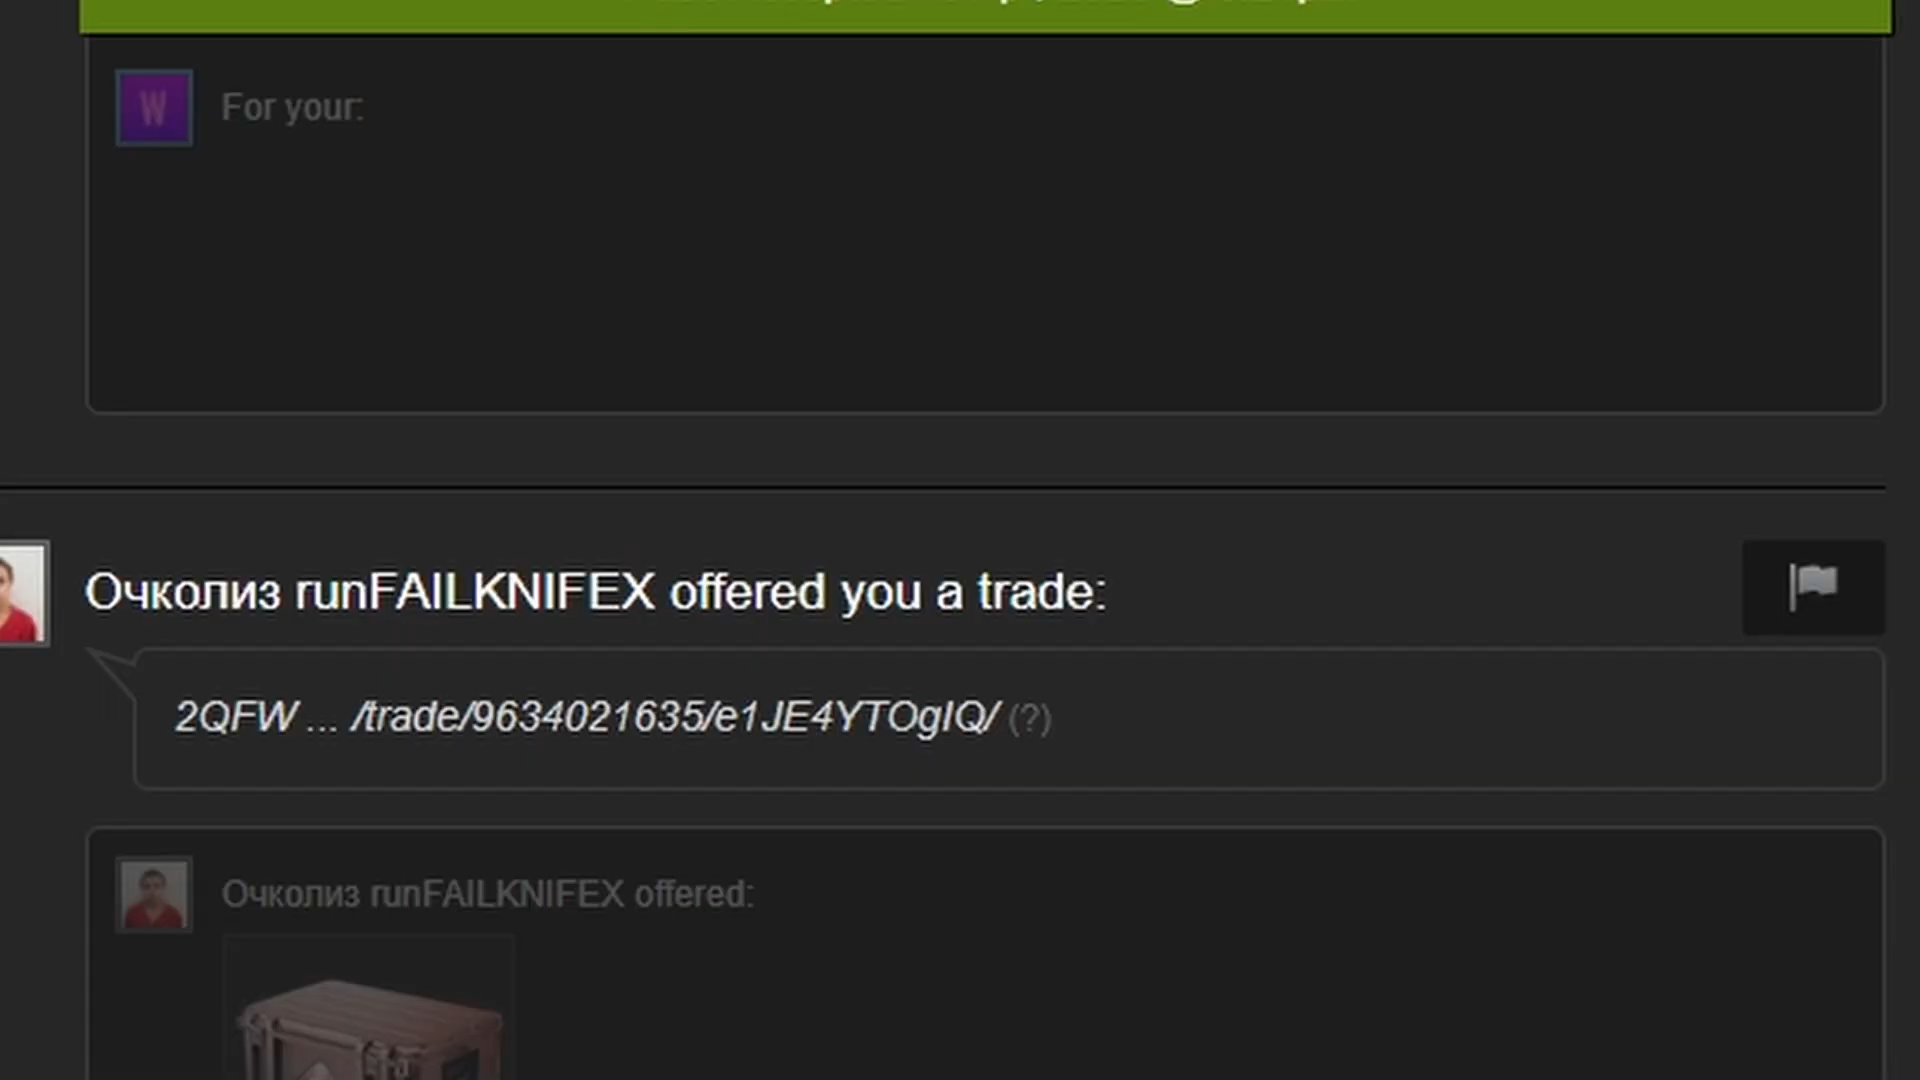 W
For your:
Очколиз runFAILKNIFEX offered you a trade:
2QFW ... /trade/9634021635/e1JE4YTOgIQ/ (?)
Очколиз runFAILKNIFEX offered: